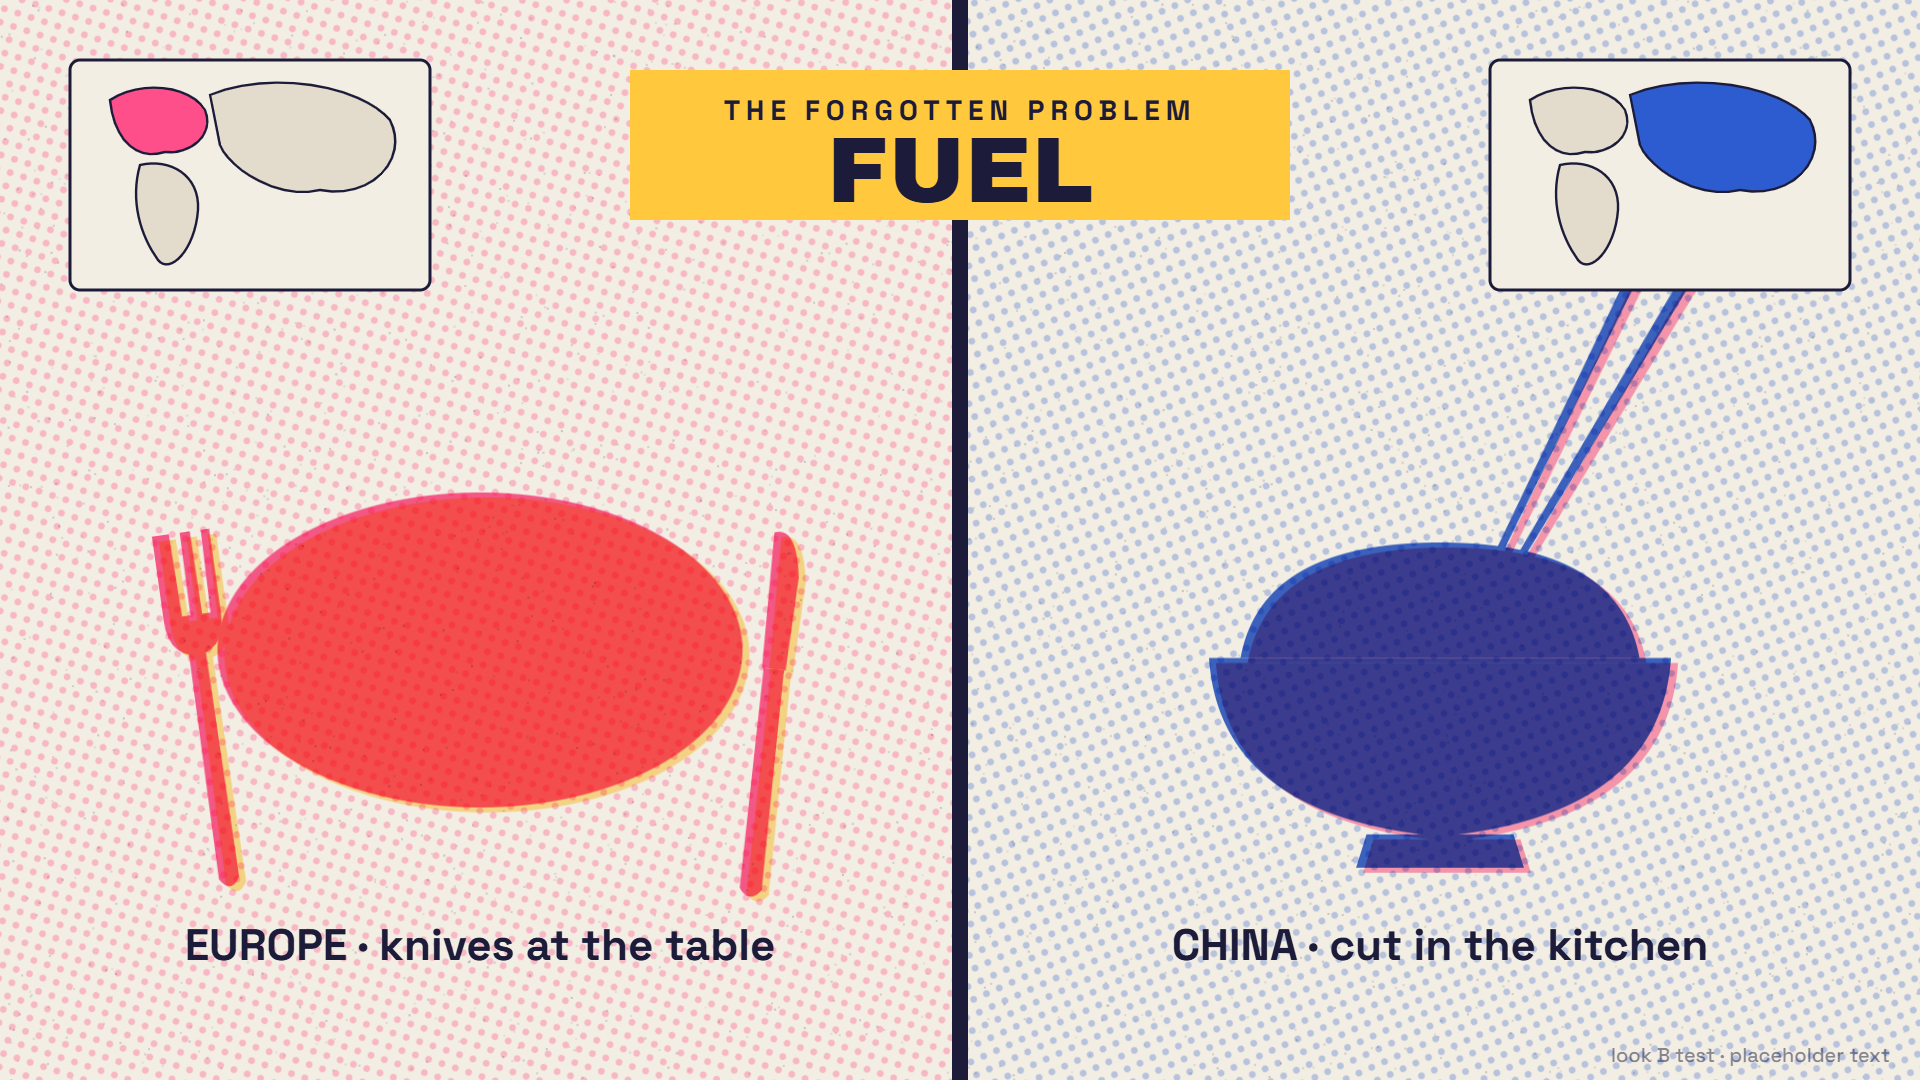 THE FORGOTTEN PROBLEM
FUEL
EUROPE · knives at the table
CHINA · cut in the kitchen
look B test · placeholder text